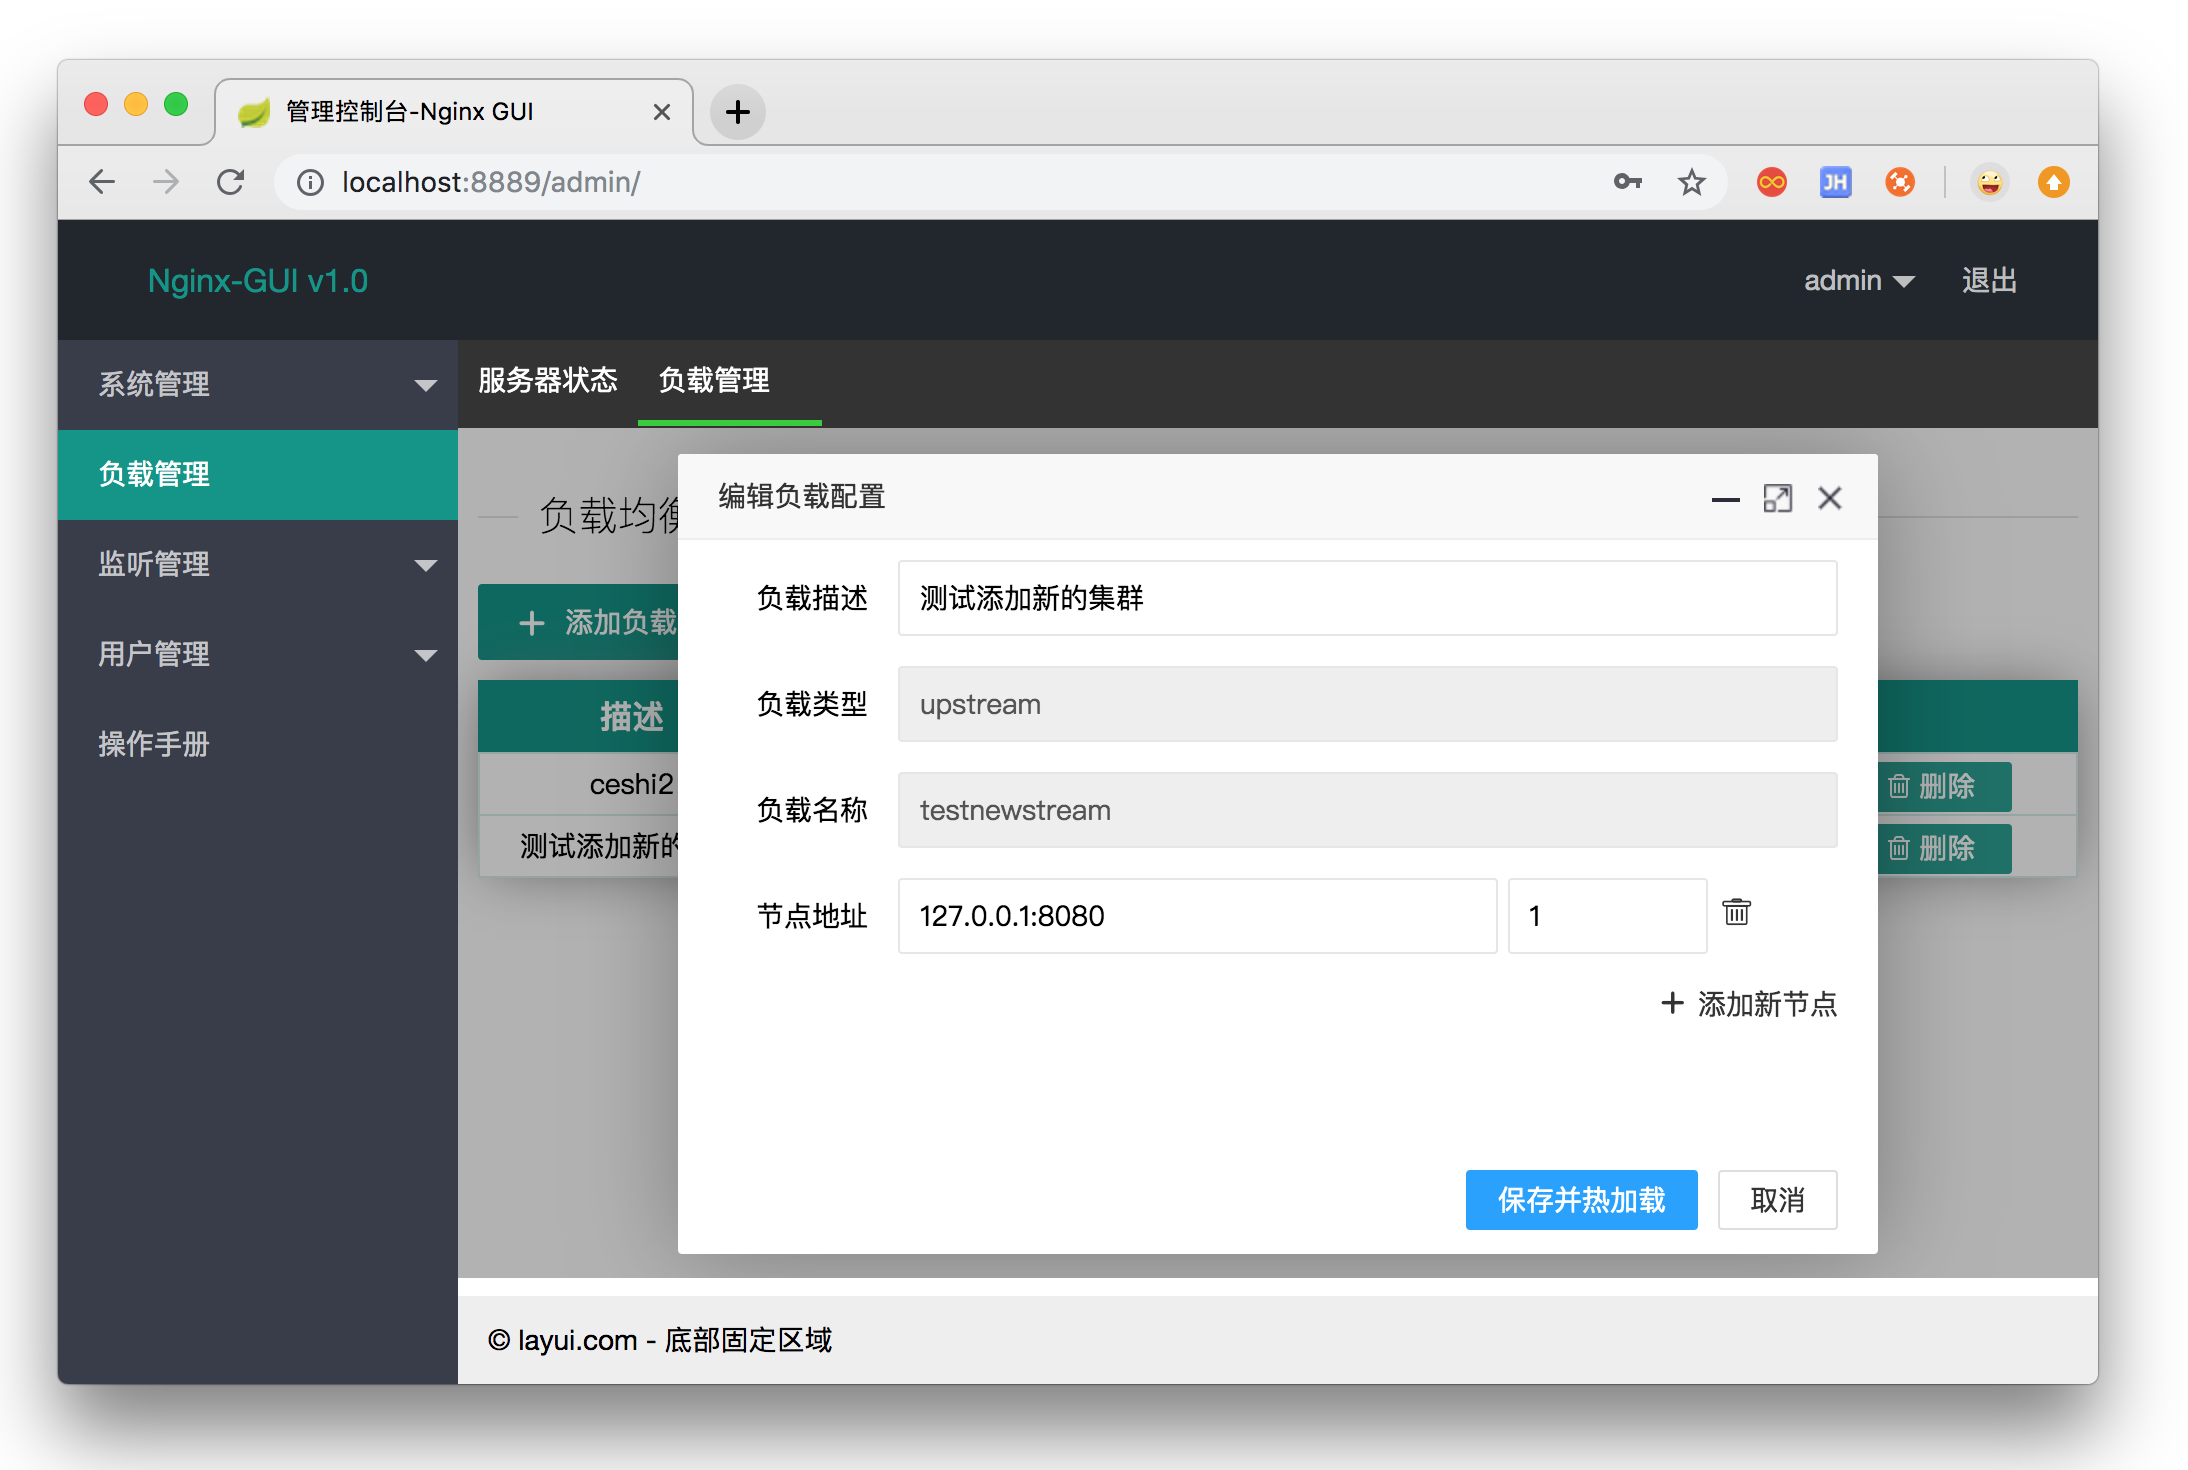 管理控制台-Nginx GUI
localhost:8889/admin/
JH
Nginx-GUI v1.0
admin
退出
系统管理
负载管理
监听管理
用户管理
操作手册
服务器状态
负载管理
负载均
添加负载
描述
ceshi2
删除
测试添加新的
删除
编辑负载配置
负载描述
测试添加新的集群
负载类型
upstream
负载名称
testnewstream
节点地址
127.0.0.1:8080
1
添加新节点
保存并热加载
取消
© layui.com - 底部固定区域